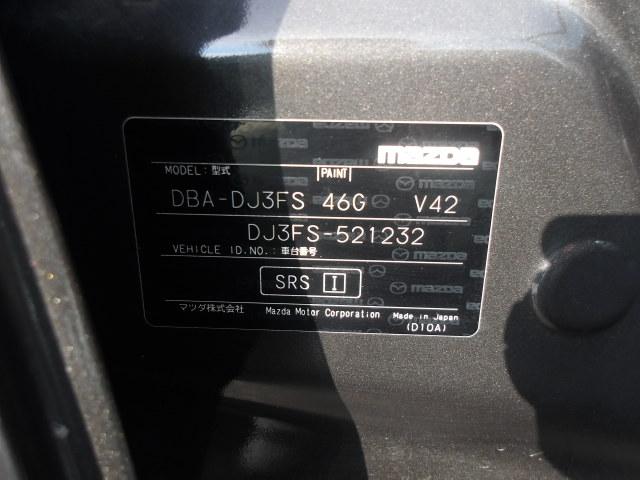 mazda
MODEL: 型式 PAINT
DBA-DJ3FS 46G V42
DJ3FS-521232
VEHICLE ID.NO.: 車台番号
SRS I
マツダ株式会社 Mazda Motor Corporation Made in Japan
(D10A)